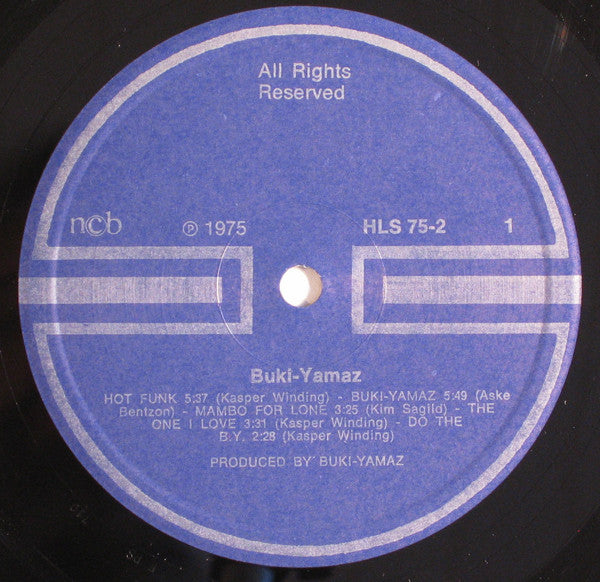 All Rights
Reserved
ncb ℗ 1975 HLS 75-2 1
Buki-Yamaz
HOT FUNK 5:37 (Kasper Winding) - BUKI-YAMAZ 5:49 (Aske
Bentzon) - MAMBO FOR LONE 3:25 (Kim Sagild) - THE
ONE I LOVE 3:31 (Kasper Winding) - DO THE
B.Y. 2:28 (Kasper Winding)
PRODUCED BY BUKI-YAMAZ